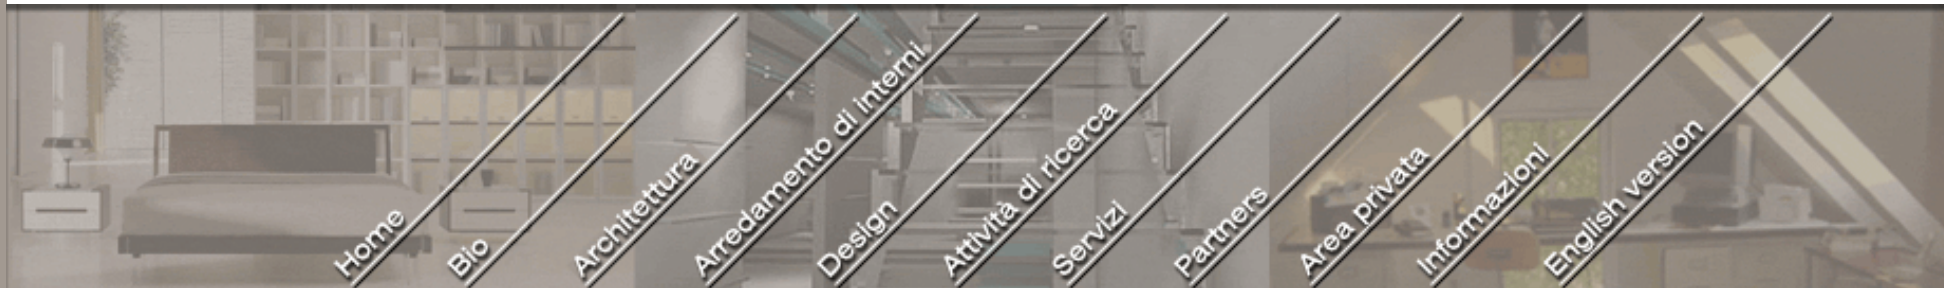 Home
Bio
Architettura
Arredamento di interni
Design
Attività di ricerca
Servizi
Partners
Area privata
Informazioni
English version